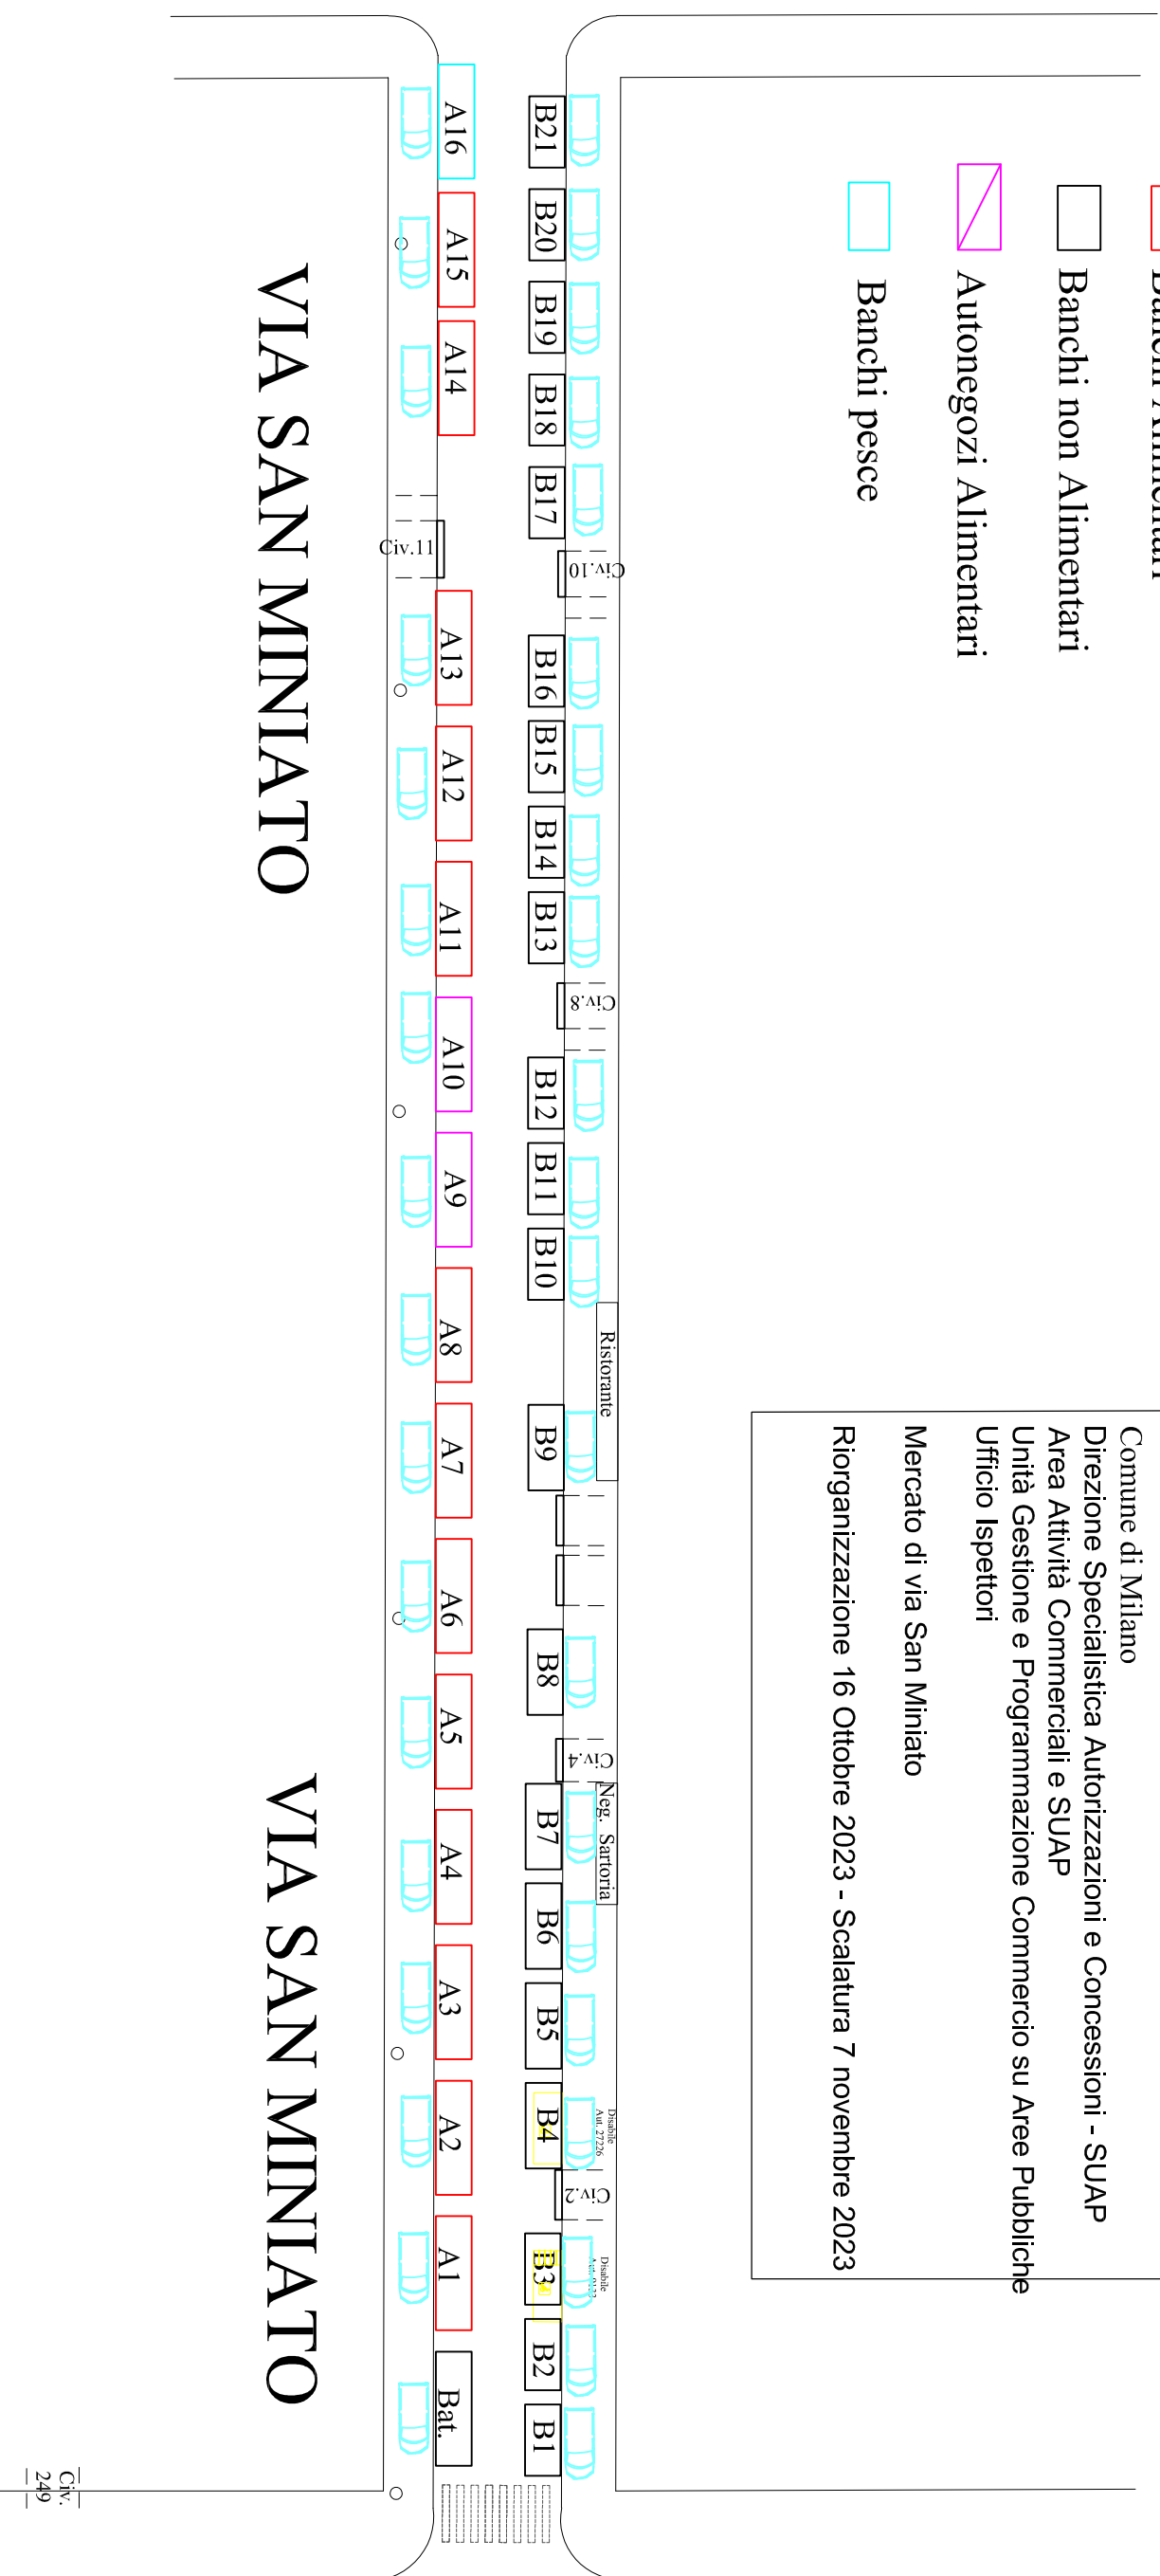 Banchi Alimentari
Banchi non Alimentari
Autonegozi Alimentari
Banchi pesce
Comune di Milano
Direzione Specialistica Autorizzazioni e Concessioni - SUAP
Area Attività Commerciali e SUAP
Unità Gestione e Programmazione Commercio su Aree Pubbliche
Ufficio Ispettori
Mercato di via San Miniato
Riorganizzazione 16 Ottobre 2023 - Scalatura 7 novembre 2023
Ristorante
Neg. Sartoria
Disabile
Aut. 27226
Disabile
Civ.10
Civ.8
Civ.4
Civ.2
B21
B20
B19
B18
B17
B16
B15
B14
B13
B12
B11
B10
B9
B8
B7
B6
B5
B4
B3
B2
B1
A16
A15
A14
A13
A12
A11
A10
A9
A8
A7
A6
A5
A4
A3
A2
A1
Bat.
Civ.11
VIA SAN MINIATO
VIA SAN MINIATO
Civ.
249